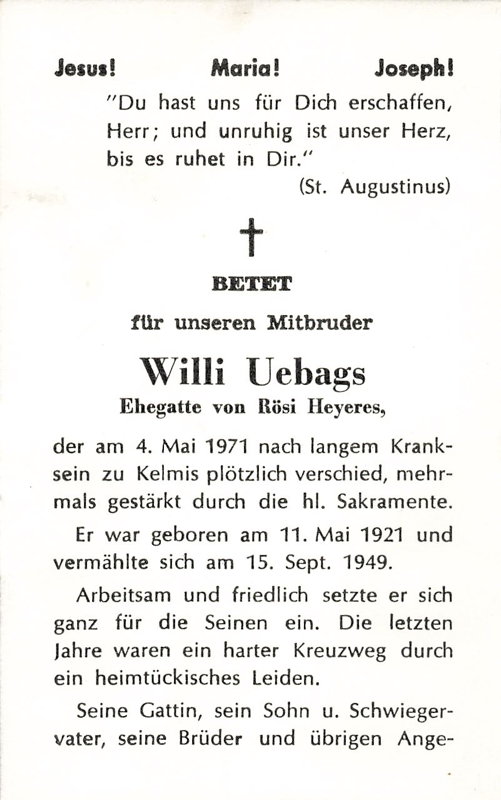 Jesus! Maria! Joseph!
"Du hast uns für Dich erschaffen,
Herr; und unruhig ist unser Herz,
bis es ruhet in Dir."
(St. Augustinus)
BETET
für unseren Mitbruder
Willi Uebags
Ehegatte von Rösi Heyeres,
der am 4. Mai 1971 nach langem Krank-
sein zu Kelmis plötzlich verschied, mehr-
mals gestärkt durch die hl. Sakramente.
Er war geboren am 11. Mai 1921 und
vermählte sich am 15. Sept. 1949.
Arbeitsam und friedlich setzte er sich
ganz für die Seinen ein. Die letzten
Jahre waren ein harter Kreuzweg durch
ein heimtückisches Leiden.
Seine Gattin, sein Sohn u. Schwieger-
vater, seine Brüder und übrigen Ange-